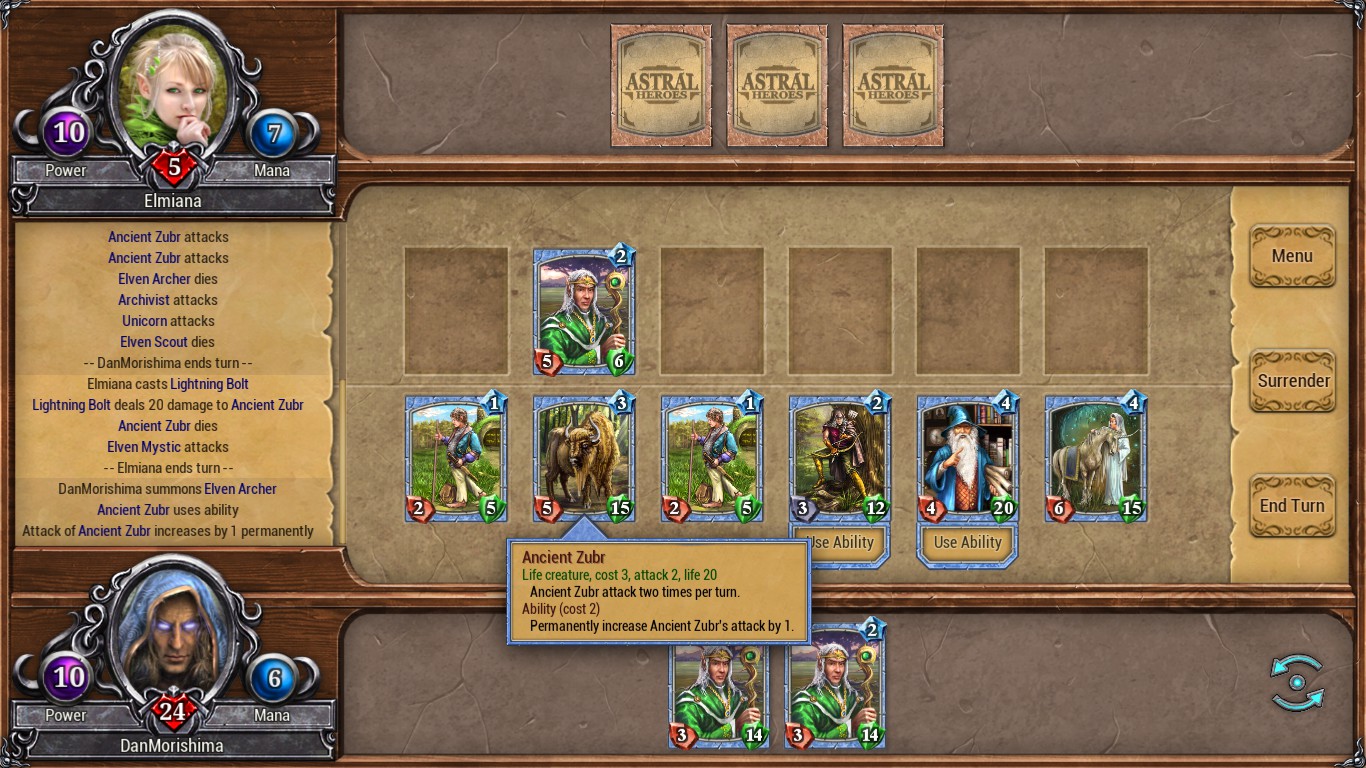 ASTRAL
HEROES
ASTRAL
HEROES
ASTRAL
HEROES
10
5
7
Power
Mana
Elmiana
Ancient Zubr attacks
Ancient Zubr attacks
Elven Archer dies
Archivist attacks
Unicorn attacks
Elven Scout dies
-- DanMorishima ends turn --
Elmiana casts Lightning Bolt
Lightning Bolt deals 20 damage to Ancient Zubr
Ancient Zubr dies
Elven Mystic attacks
-- Elmiana ends turn --
DanMorishima summons Elven Archer
Ancient Zubr uses ability
Attack of Ancient Zubr increases by 1 permanently
2
5 6
1 3 1 2 4 4
2 5 5 15 2 5 3 12 4 20 6 15
Use Ability
Use Ability
Menu
Surrender
End Turn
Ancient Zubr
Life creature, cost 3, attack 2, life 20
Ancient Zubr attack two times per turn.
Ability (cost 2)
Permanently increase Ancient Zubr's attack by 1.
2
3 14 3 14
10
24
6
Power
Mana
DanMorishima